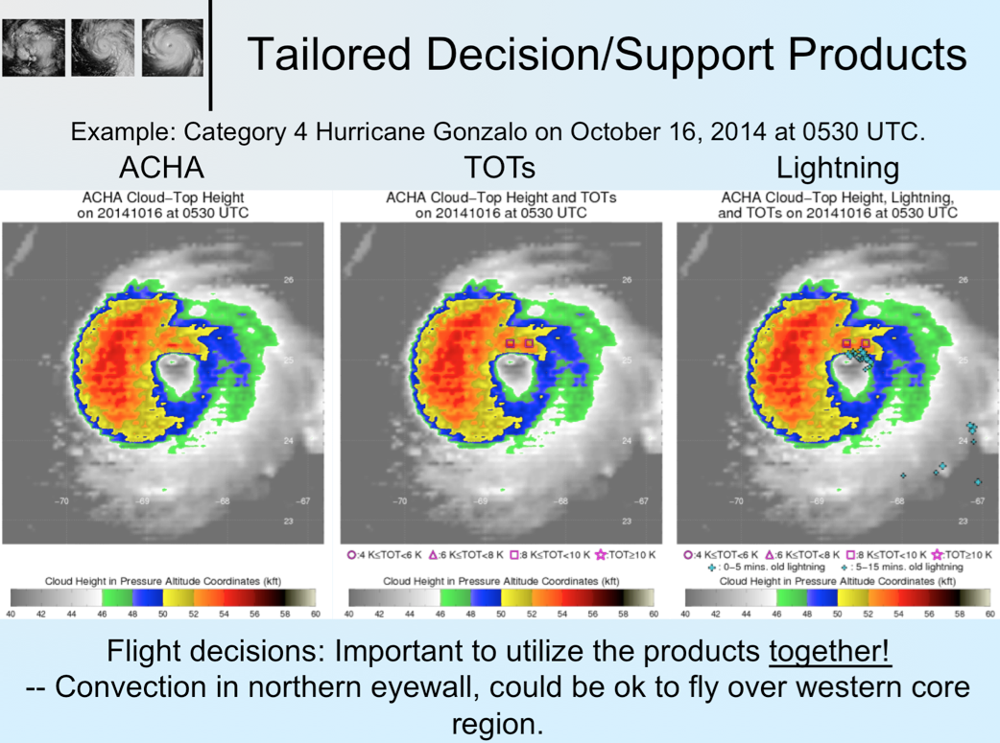 Tailored Decision/Support Products
Example: Category 4 Hurricane Gonzalo on October 16, 2014 at 0530 UTC.
ACHA
TOTs
Lightning
ACHA Cloud–Top Height
on 20141016 at 0530 UTC
ACHA Cloud–Top Height and TOTs
on 20141016 at 0530 UTC
ACHA Cloud–Top Height, Lightning,
and TOTs on 20141016 at 0530 UTC
26
25
24
23
–70 –69 –68 –67
26
25
24
23
–70 –69 –68 –67
26
25
24
23
–70 –69 –68 –67
:4 K≤TOT<6 K :6 K≤TOT<8 K :8 K≤TOT<10 K :TOT≥10 K
:4 K≤TOT<6 K :6 K≤TOT<8 K :8 K≤TOT<10 K :TOT≥10 K
: 0–5 mins. old lightning : 5–15 mins. old lightning
Cloud Height in Pressure Altitude Coordinates (kft)
40 42 44 46 48 50 52 54 56 58 60
Cloud Height in Pressure Altitude Coordinates (kft)
40 42 44 46 48 50 52 54 56 58 60
Cloud Height in Pressure Altitude Coordinates (kft)
40 42 44 46 48 50 52 54 56 58 60
Flight decisions: Important to utilize the products together!
-- Convection in northern eyewall, could be ok to fly over western core
region.